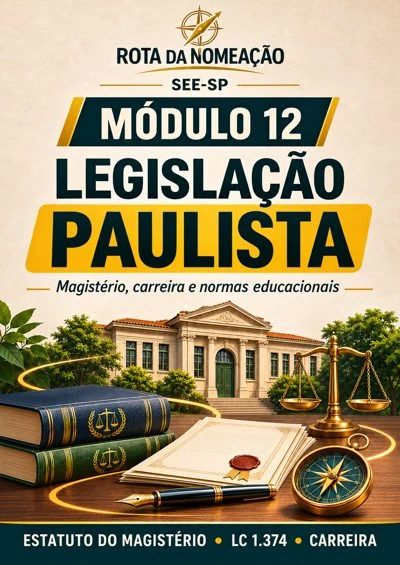 ROTA DA NOMEAÇÃO
SEE-SP
MÓDULO 12
LEGISLAÇÃO
PAULISTA
Magistério, carreira e normas educacionais
ESTATUTO DO MAGISTÉRIO • LC 1.374 • CARREIRA